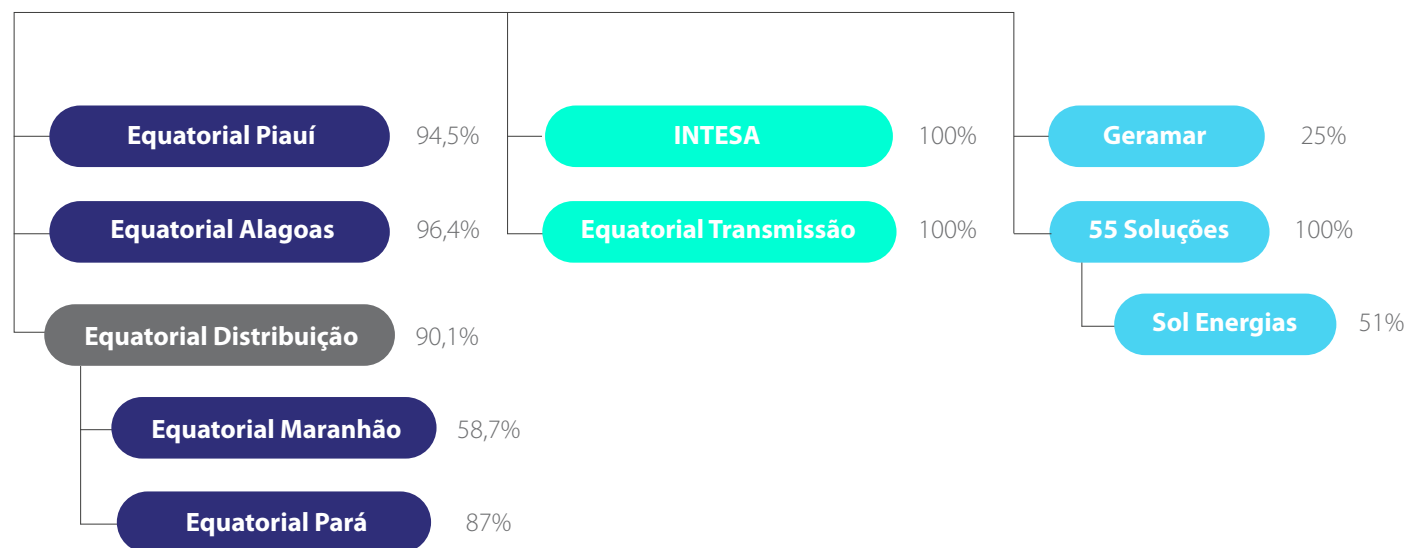 Equatorial Piauí 94,5%
Equatorial Alagoas 96,4%
Equatorial Distribuição 90,1%
Equatorial Maranhão 58,7%
Equatorial Pará 87%
INTESA 100%
Equatorial Transmissão 100%
Geramar 25%
55 Soluções 100%
Sol Energias 51%